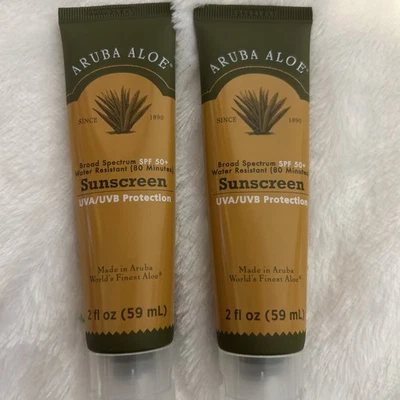 ARUBA ALOE™
SINCE 1890
Broad Spectrum SPF 50+
Water Resistant (80 Minutes)
Sunscreen
UVA/UVB Protection
Made in Aruba
World's Finest Aloe®
2 fl oz (59 mL)
ARUBA ALOE™
SINCE 1890
Broad Spectrum SPF 50+
Water Resistant (80 Minutes)
Sunscreen
UVA/UVB Protection
Made in Aruba
World's Finest Aloe®
2 fl oz (59 mL)